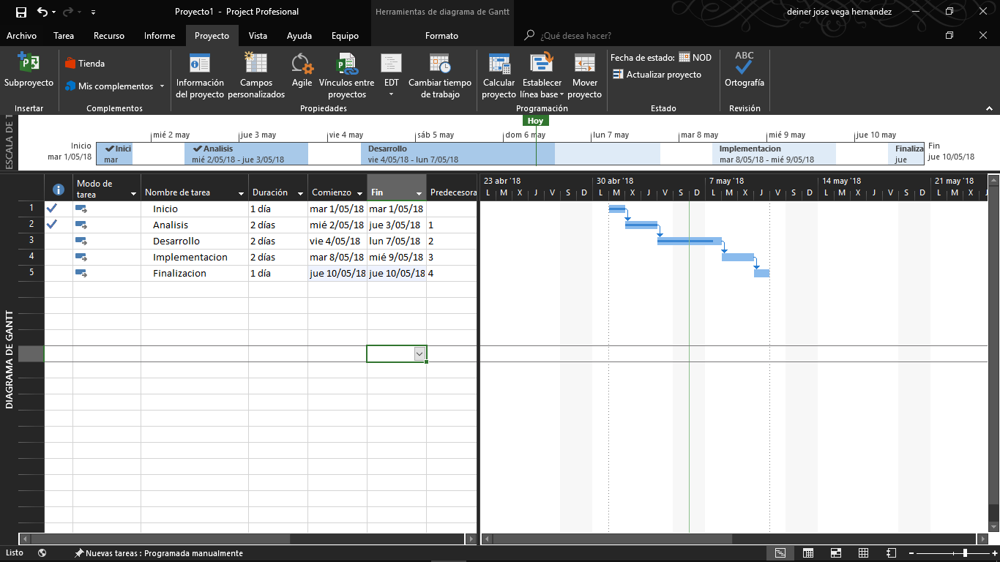 Proyecto1 - Project Profesional
Herramientas de diagrama de Gantt
deiner jose vega hernandez
Archivo Tarea Recurso Informe Proyecto Vista Ayuda Equipo Formato ¿Qué desea hacer?
Subproyecto
Insertar
Tienda
Mis complementos
Complementos
Información del proyecto
Campos personalizados
Agile
Vínculos entre proyectos
EDT
Cambiar tiempo de trabajo
Propiedades
Calcular proyecto
Establecer línea base
Mover proyecto
Programación
Fecha de estado: NOD
Actualizar proyecto
Estado
ABC
Ortografía
Revisión
ESCALA DE T
Hoy
mié 2 may jue 3 may vie 4 may sáb 5 may dom 6 may lun 7 may mar 8 may mié 9 may jue 10 may
Inicio
mar 1/05/18
Inici
mar
Analisis
mié 2/05/18 - jue 3/05/18
Desarrollo
vie 4/05/18 - lun 7/05/18
Implementacion
mar 8/05/18 - mié 9/05/18
Finaliza
jue
Fin
jue 10/05/18
DIAGRAMA DE GANTT
Modo de tarea Nombre de tarea Duración Comienzo Fin Predecesora
1 Inicio 1 día mar 1/05/18 mar 1/05/18
2 Analisis 2 días mié 2/05/18 jue 3/05/18 1
3 Desarrollo 2 días vie 4/05/18 lun 7/05/18 2
4 Implementacion 2 días mar 8/05/18 mié 9/05/18 3
5 Finalizacion 1 día jue 10/05/18 jue 10/05/18 4
23 abr '18 30 abr '18 7 may '18 14 may '18 21 may '18
L M X J V S D L M X J V S D L M X J V S D L M X J V S D L M X J
Listo
Nuevas tareas : Programada manualmente